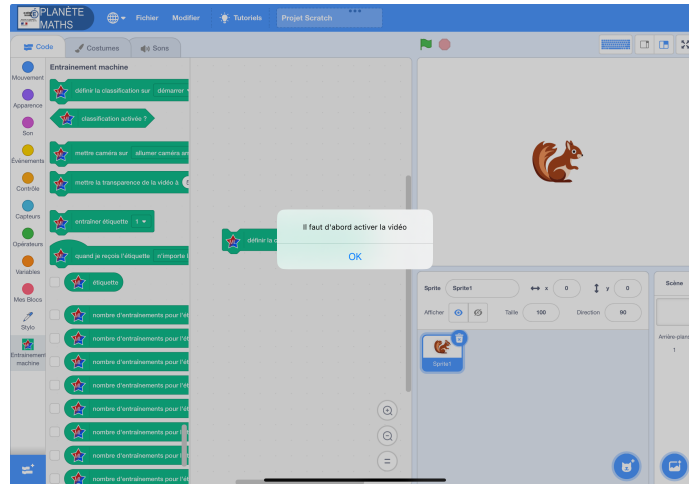 PLANÈTE
MATHS
Fichier
Modifier
Tutoriels
Projet Scratch
Code
Costumes
Sons
Mouvement
Apparence
Son
Évènements
Contrôle
Capteurs
Opérateurs
Variables
Mes Blocs
Stylo
Entrainement
machine
Entrainement machine
définir la classification sur démarrer
classification activée ?
mettre caméra sur allumer caméra
mettre la transparence de la vidéo à
entraîner étiquette 1
quand je reçois l'étiquette n'importe
étiquette
nombre d'entraînements pour l'ét
nombre d'entraînements pour l'ét
nombre d'entraînements pour l'ét
nombre d'entraînements pour l'ét
nombre d'entraînements pour l'ét
nombre d'entraînements pour l'ét
nombre d'entraînements pour l'ét
nombre d'entraînements pour l'ét
définir la c
Il faut d'abord activer la vidéo
OK
Sprite
Sprite1
x
0
y
0
Afficher
Taille
100
Direction
90
Sprite1
Scène
Arrière-plans
1